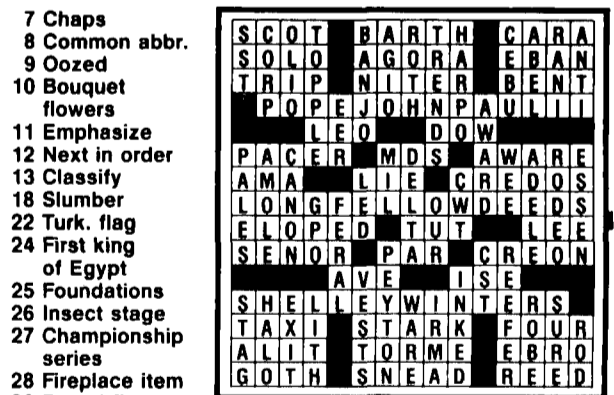 7 Chaps
8 Common abbr.
9 Oozed
10 Bouquet
flowers
11 Emphasize
12 Next in order
13 Classify
18 Slumber
22 Turk. flag
24 First king
of Egypt
25 Foundations
26 Insect stage
27 Championship
series
28 Fireplace item
SCOT BARTH CARA
SOLO AGORA EBAN
TRIP NITER BENT
POPEJOHNPAULII
LEO DOW
PACER MDS AWARE
AMA LIE CREDOS
LONGFELLOWDEEDS
ELOPED TUT LEE
SENOR PAR CREON
AVE ISE
SHELLEYWINTERS
TAXI STARK FOUR
ALIT TORME EBRO
GOTH SNEAD REED